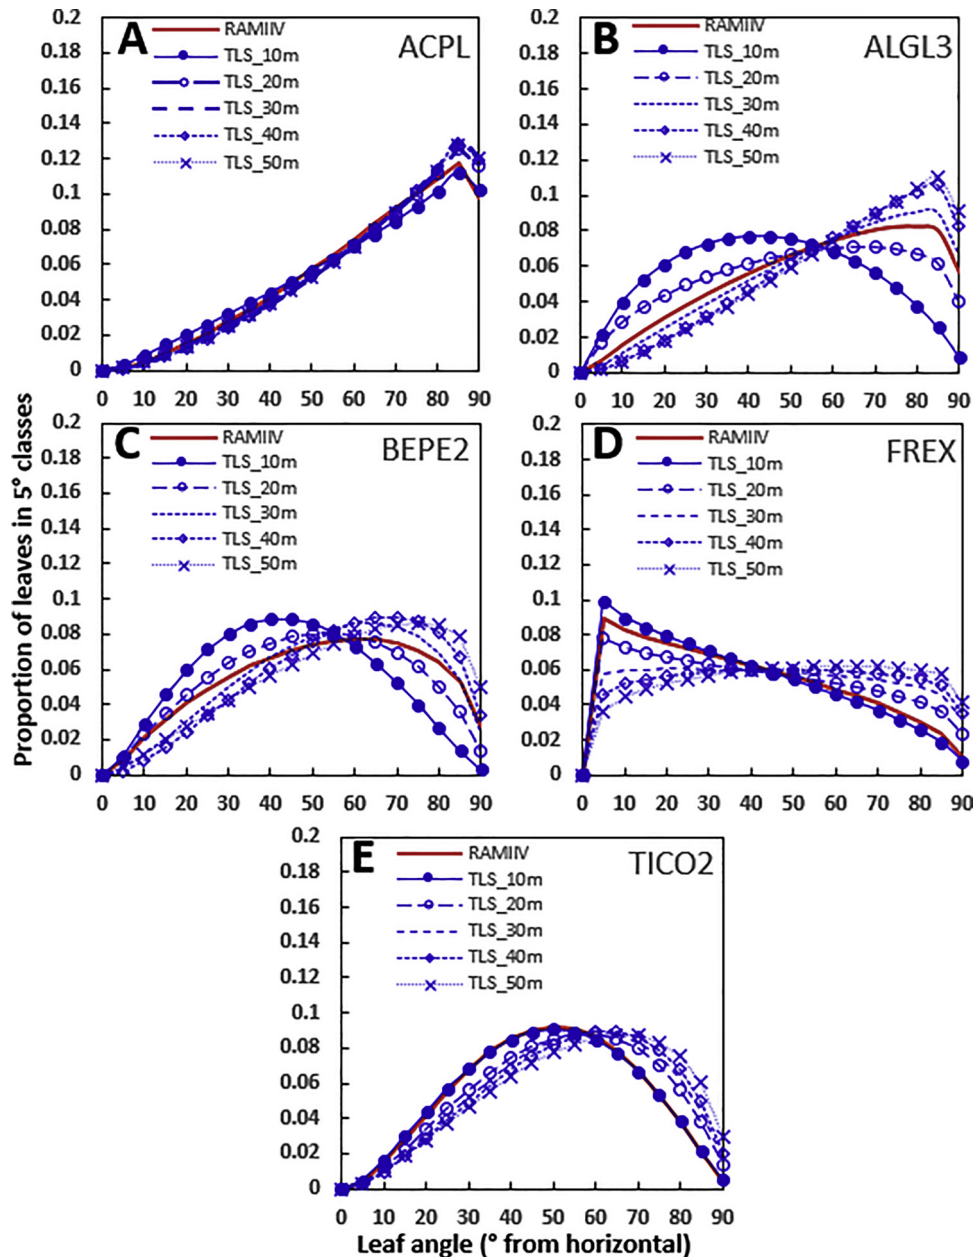 A
ACPL
RAMIIV
TLS_10m
TLS_20m
TLS_30m
TLS_40m
TLS_50m
0.2
0.18
0.16
0.14
0.12
0.1
0.08
0.06
0.04
0.02
0
0 10 20 30 40 50 60 70 80 90
B
ALGL3
RAMIIV
TLS_10m
TLS_20m
TLS_30m
TLS_40m
TLS_50m
0.2
0.18
0.16
0.14
0.12
0.1
0.08
0.06
0.04
0.02
0
0 10 20 30 40 50 60 70 80 90
Proportion of leaves in 5° classes
C
BEPE2
RAMIIV
TLS_10m
TLS_20m
TLS_30m
TLS_40m
TLS_50m
0.2
0.18
0.16
0.14
0.12
0.1
0.08
0.06
0.04
0.02
0
0 10 20 30 40 50 60 70 80 90
D
FREX
RAMIIV
TLS_10m
TLS_20m
TLS_30m
TLS_40m
TLS_50m
0.2
0.18
0.16
0.14
0.12
0.1
0.08
0.06
0.04
0.02
0
0 10 20 30 40 50 60 70 80 90
E
TICO2
RAMIIV
TLS_10m
TLS_20m
TLS_30m
TLS_40m
TLS_50m
0.2
0.18
0.16
0.14
0.12
0.1
0.08
0.06
0.04
0.02
0
0 10 20 30 40 50 60 70 80 90
Leaf angle (° from horizontal)